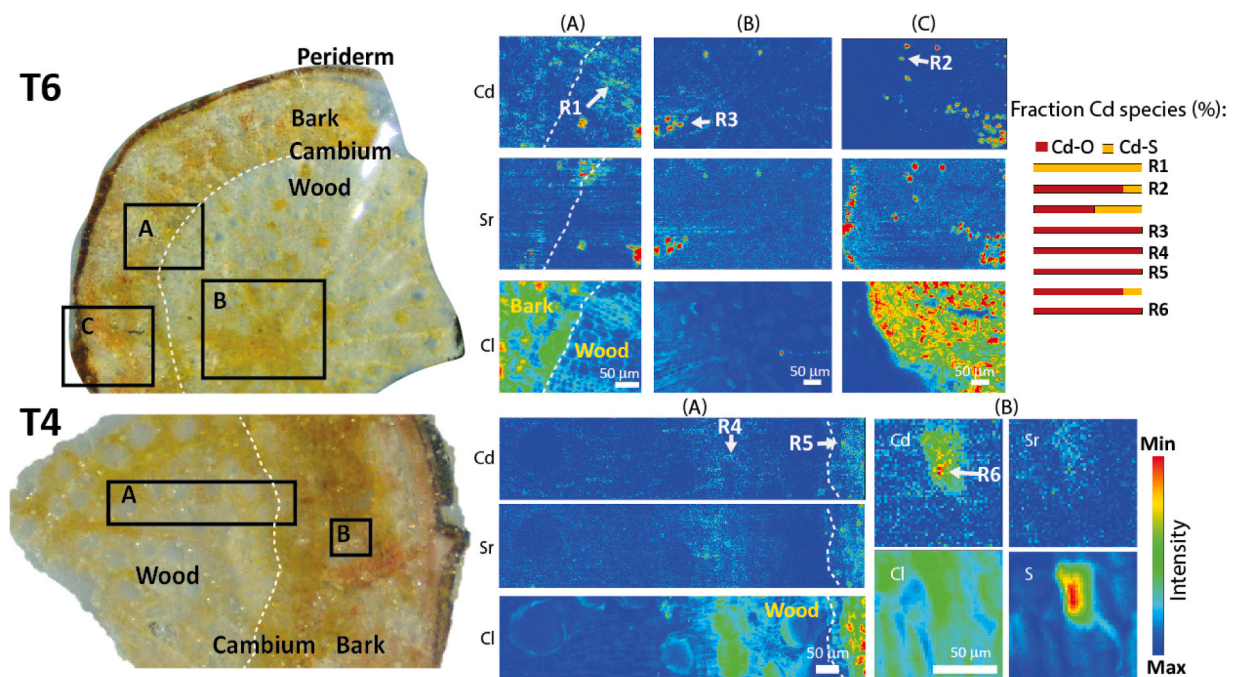 T6
Periderm
Bark
Cambium
Wood
A
B
C
T4
A
B
Wood
Cambium
Bark
(A)
(B)
(C)
Cd
R1
R3
R2
Sr
Cl
Bark
Wood
50 µm
50 µm
50 µm
Fraction Cd species (%):
Cd-O
Cd-S
R1
R2
R3
R4
R5
R6
(A)
(B)
Cd
R4
R5
Sr
Cl
Wood
50 µm
Cd
R6
Sr
Cl
50 µm
S
Min
Intensity
Max